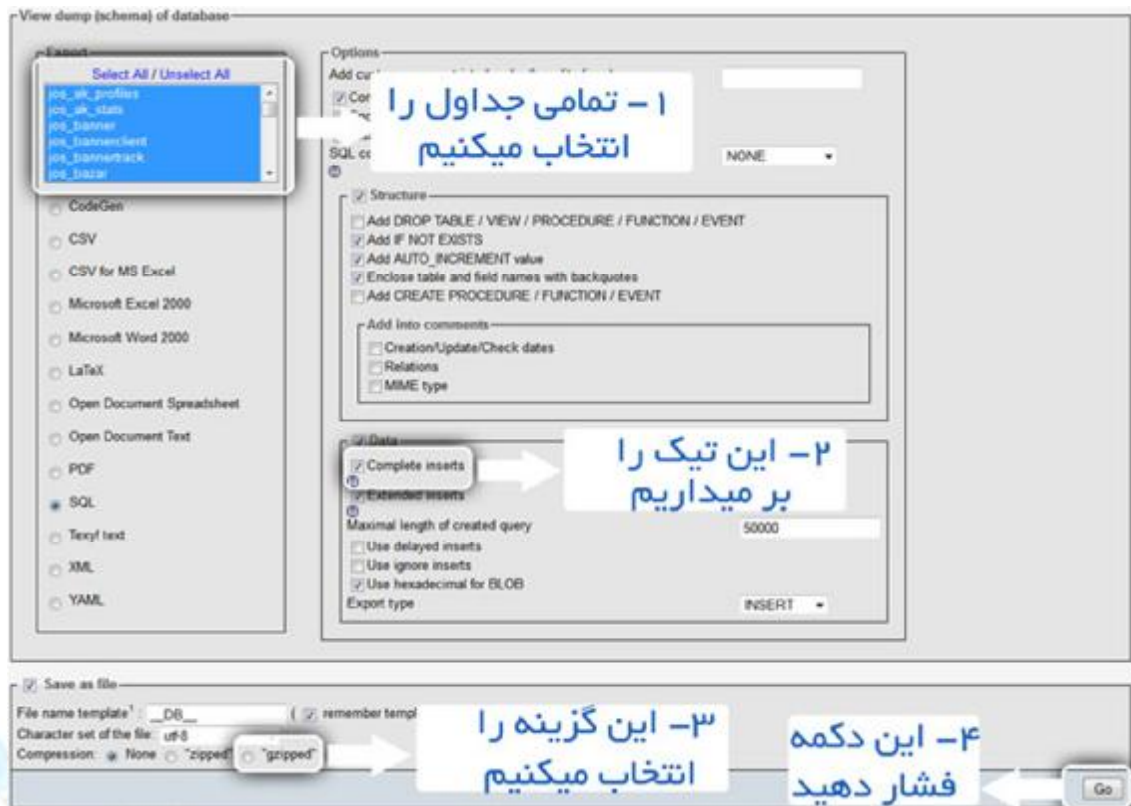 View dump (schema) of database
Export
Select All / Unselect All
jos_ak_profiles
jos_ak_stats
jos_banner
jos_bannerclient
jos_bannertrack
jos_bazar
CodeGen
CSV
CSV for MS Excel
Microsoft Excel 2000
Microsoft Word 2000
LaTeX
Open Document Spreadsheet
Open Document Text
PDF
SQL
Texy! text
XML
YAML
Options
Add
۱- تمامی جداول را
انتخاب میکنیم
SQL
NONE
Structure
Add DROP TABLE / VIEW / PROCEDURE / FUNCTION / EVENT
Add IF NOT EXISTS
Add AUTO_INCREMENT value
Enclose table and field names with backquotes
Add CREATE PROCEDURE / FUNCTION / EVENT
Add into comments
Creation/Update/Check dates
Relations
MIME type
Data
Complete inserts
۲- این تیک را
بر میداریم
Extended inserts
Maximal length of created query 50000
Use delayed inserts
Use ignore inserts
Use hexadecimal for BLOB
Export type INSERT
Save as file
File name template1 : __DB__ ( remember templ
Character set of the file: utf-8
Compression: None "zipped" "gzipped"
۳- این گزینه را
انتخاب میکنیم
۴- این دکمه
فشار دهید
Go